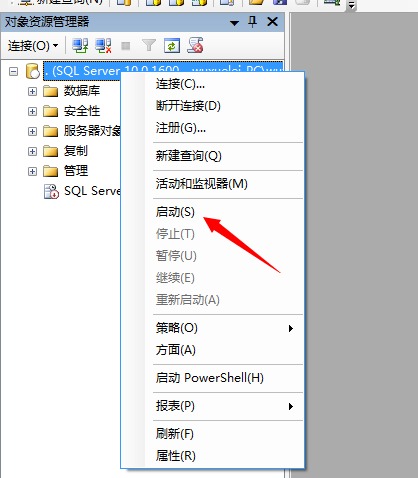 新建查询(N)
对象资源管理器
连接(O)
. (SQL Server 10.0.1600
数据库
安全性
服务器对象
复制
管理
SQL Serve
连接(C)...
断开连接(D)
注册(G)...
新建查询(Q)
活动和监视器(M)
启动(S)
停止(T)
暂停(U)
继续(E)
重新启动(A)
策略(O)
方面(A)
启动 PowerShell(H)
报表(P)
刷新(F)
属性(R)